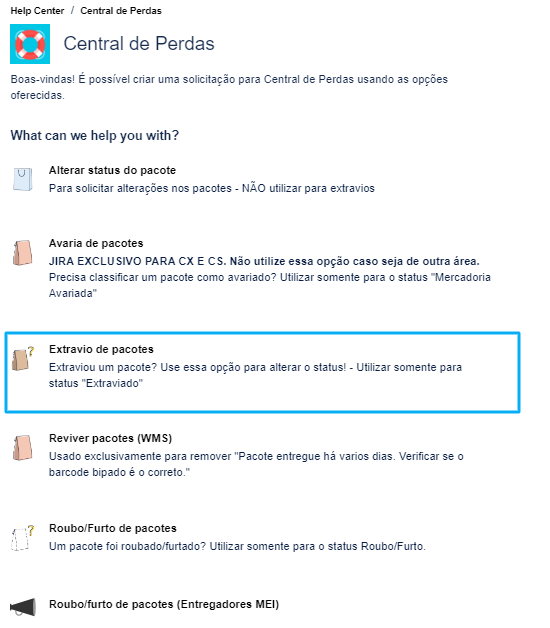 Help Center / Central de Perdas
Central de Perdas
Boas-vindas! É possível criar uma solicitação para Central de Perdas usando as opções
oferecidas.
What can we help you with?
Alterar status do pacote
Para solicitar alterações nos pacotes - NÃO utilizar para extravios
Avaria de pacotes
JIRA EXCLUSIVO PARA CX E CS. Não utilize essa opção caso seja de outra área.
Precisa classificar um pacote como avariado? Utilizar somente para o status "Mercadoria
Avariada"
Extravio de pacotes
Extraviou um pacote? Use essa opção para alterar o status! - Utilizar somente para
status "Extraviado"
Reviver pacotes (WMS)
Usado exclusivamente para remover "Pacote entregue há varios dias. Verificar se o
barcode bipado é o correto."
Roubo/Furto de pacotes
Um pacote foi roubado/furtado? Utilizar somente para o status Roubo/Furto.
Roubo/furto de pacotes (Entregadores MEI)